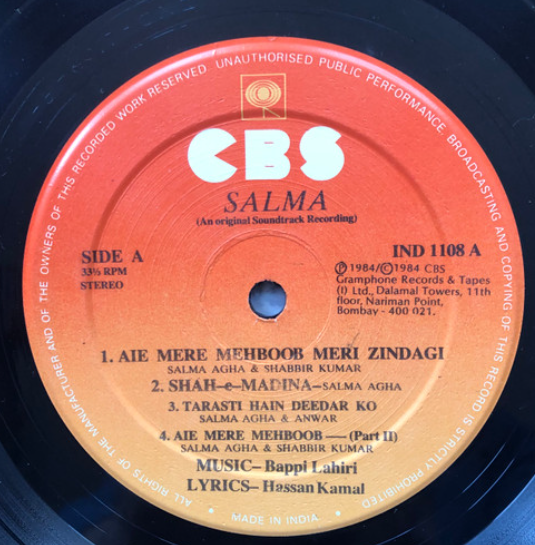 ALL RIGHTS OF THE MANUFACTURER AND OF THE OWNERS OF THIS RECORDED WORK RESERVED. UNAUTHORISED PUBLIC PERFORMANCE, BROADCASTING AND COPYING OF THIS RECORD IS STRICTLY PROHIBITED
CBS
SALMA
(An original Soundtrack Recording)
SIDE A
33⅓ RPM
STEREO
IND 1108 A
Ⓟ1984/©1984 CBS
Gramphone Records & Tapes
(I) Ltd., Dalamal Towers, 11th
floor, Nariman Point,
Bombay - 400 021.
1. AIE MERE MEHBOOB MERI ZINDAGI
SALMA AGHA & SHABBIR KUMAR
2. SHAH-e-MADINA-SALMA AGHA
3. TARASTI HAIN DEEDAR KO
SALMA AGHA & ANWAR
4. AIE MERE MEHBOOB — (Part II)
SALMA AGHA & SHABBIR KUMAR
MUSIC- Bappi Lahiri
LYRICS- Hassan Kamal
• MADE IN INDIA •